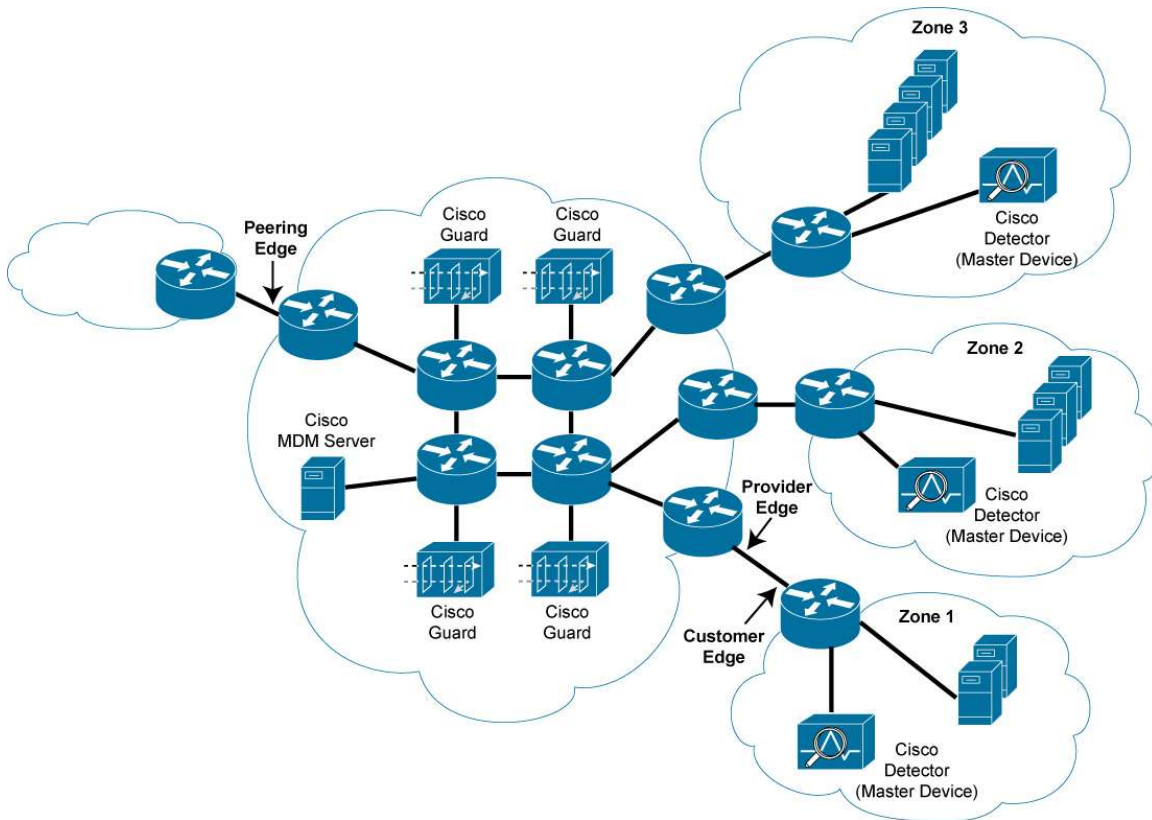 Zone 3
Cisco
Detector
(Master Device)
Peering
Edge
Cisco
Guard
Cisco
Guard
Zone 2
Cisco
MDM Server
Cisco
Detector
(Master Device)
Provider
Edge
Cisco
Guard
Cisco
Guard
Customer
Edge
Zone 1
Cisco
Detector
(Master Device)